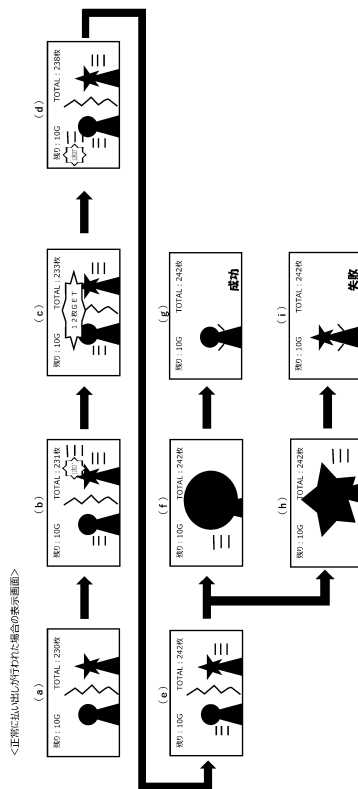 <正常に払い出しが行われた場合の表示画面>
(a)
残り:10G TOTAL:230枚
(b)
残り:10G TOTAL:231枚
(c)
残り:10G TOTAL:233枚
12枚GET
(d)
残り:10G TOTAL:238枚
(e)
残り:10G TOTAL:242枚
(f)
残り:10G TOTAL:242枚
(g)
残り:10G TOTAL:242枚
成功
(h)
残り:10G TOTAL:242枚
(i)
残り:10G TOTAL:242枚
失敗